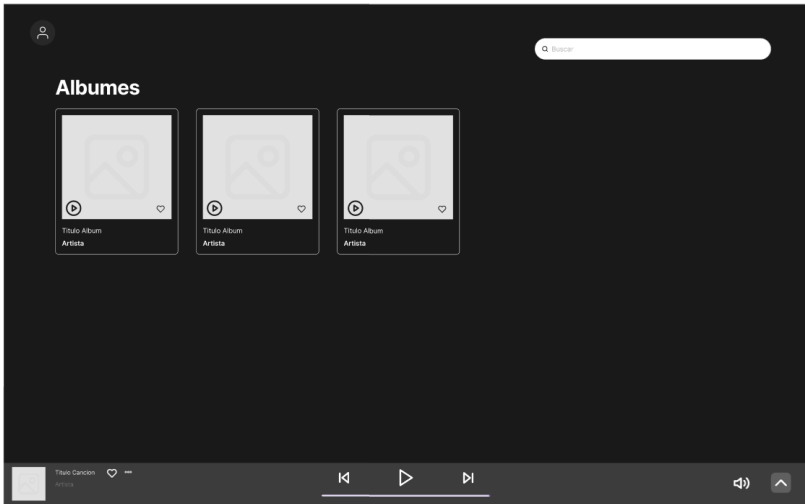 Buscar
Albumes
Titulo Album
Artista
Titulo Album
Artista
Titulo Album
Artista
Titulo Cancion
Artista